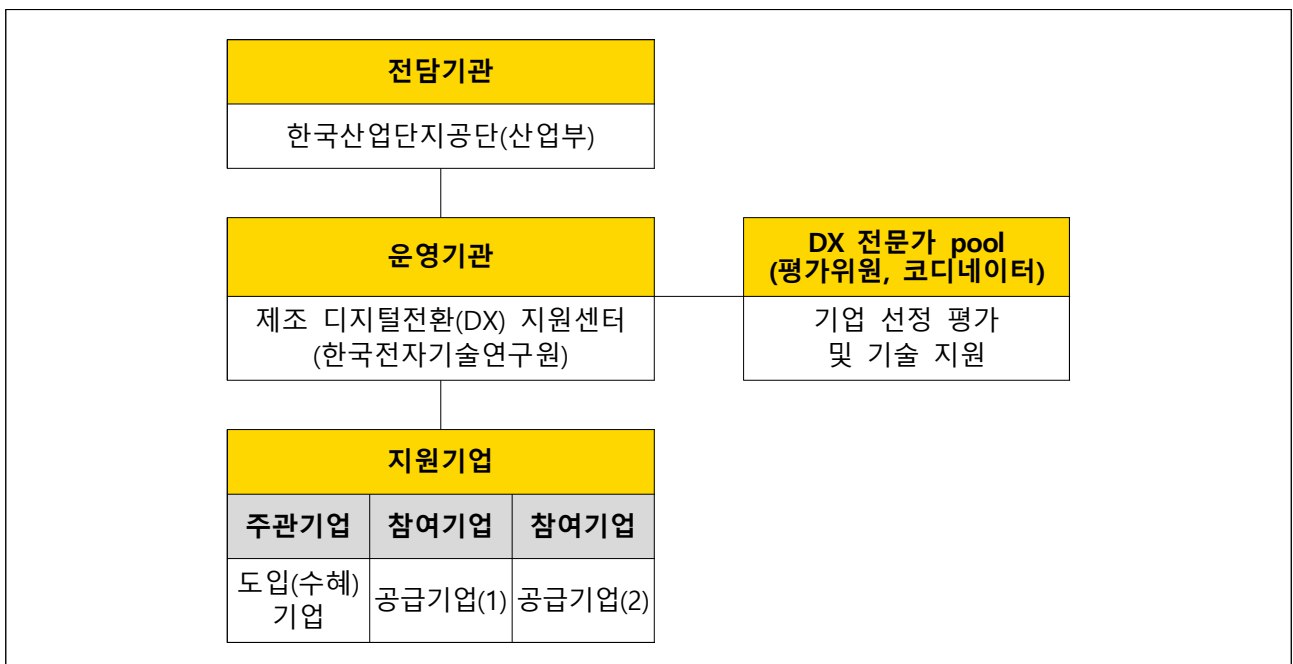 전담기관
한국산업단지공단(산업부)
운영기관
제조 디지털전환(DX) 지원센터
(한국전자기술연구원)
DX 전문가 pool
(평가위원, 코디네이터)
기업 선정 평가
및 기술 지원
지원기업
주관기업 참여기업 참여기업
도입(수혜)
기업
공급기업(1) 공급기업(2)